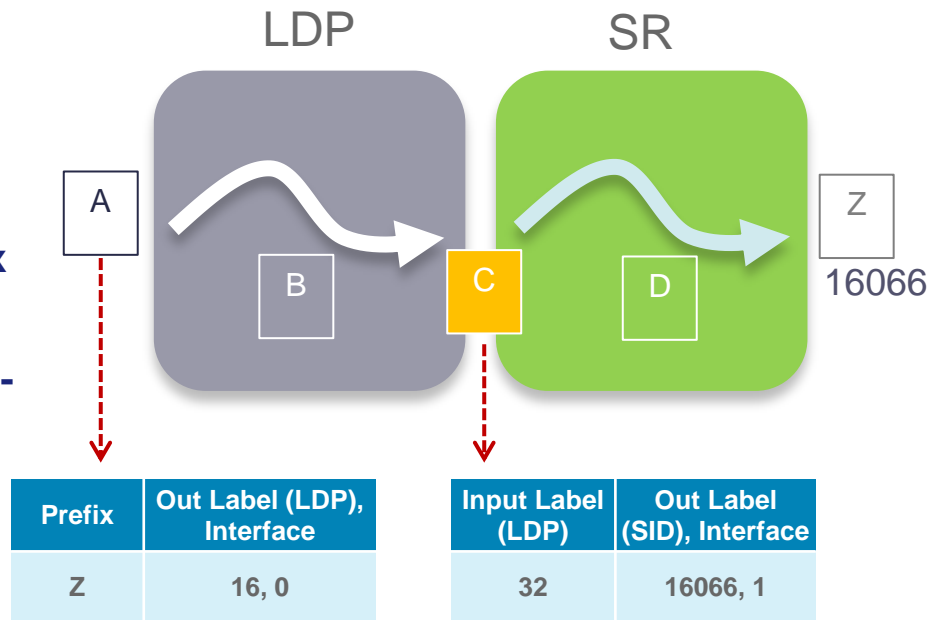 LDP
SR
A
B
C
D
Z
16066
x
-
Prefix
Out Label (LDP),
Interface
Z
16, 0
Input Label
(LDP)
Out Label
(SID), Interface
32
16066, 1